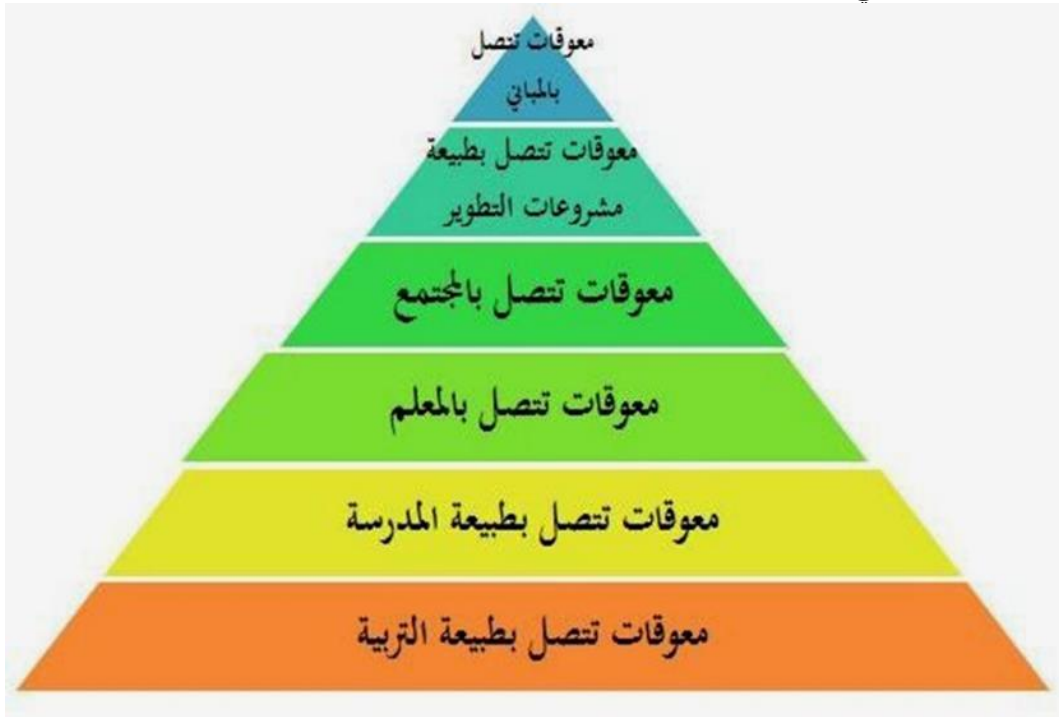 معوقات تتصل
بالمباني
معوقات تتصل بطبيعة
مشروعات التطوير
معوقات تتصل بالمجتمع
معوقات تتصل بالمعلم
معوقات تتصل بطبيعة المدرسة
معوقات تتصل بطبيعة التربية